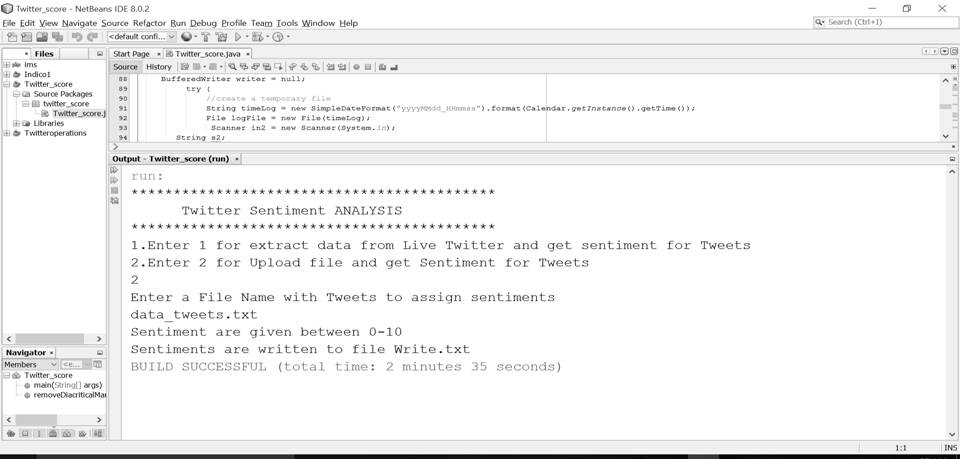 Twitter_score - NetBeans IDE 8.0.2
File Edit View Navigate Source Refactor Run Debug Profile Team Tools Window Help
Search (Ctrl+I)
<default confi...
Files
Start Page
Twitter_score.java
ims
Indico1
Twitter_score
Source Packages
twitter_score
Twitter_score.j
Libraries
Twitteroperations
Source History
88 BufferedWriter writer = null;
89 try {
90 //create a temporary file
91 String timeLog = new SimpleDateFormat("yyyyMMdd_HHmmss").format(Calendar.getInstance().getTime());
92 File logFile = new File(timeLog);
93 Scanner in2 = new Scanner(System.in);
94 String s2;
Output - Twitter_score (run)
run:
*******************************************
Twitter Sentiment ANALYSIS
*******************************************
1.Enter 1 for extract data from Live Twitter and get sentiment for Tweets
2.Enter 2 for Upload file and get Sentiment for Tweets
2
Enter a File Name with Tweets to assign sentiments
data_tweets.txt
Sentiment are given between 0-10
Sentiments are written to file Write.txt
BUILD SUCCESSFUL (total time: 2 minutes 35 seconds)
Navigator
Members
<e...
Twitter_score
main(String[] args)
removeDiacriticalMa
1:1
INS